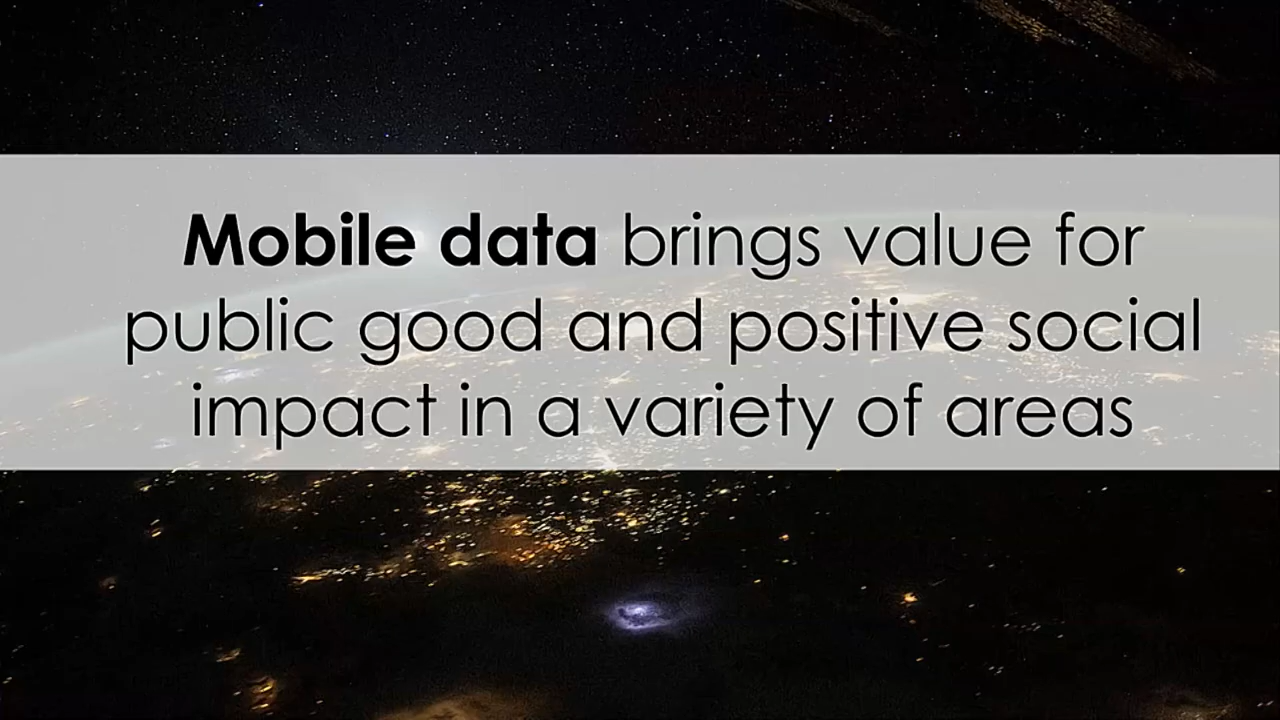 Mobile data brings value for
public good and positive social
impact in a variety of areas